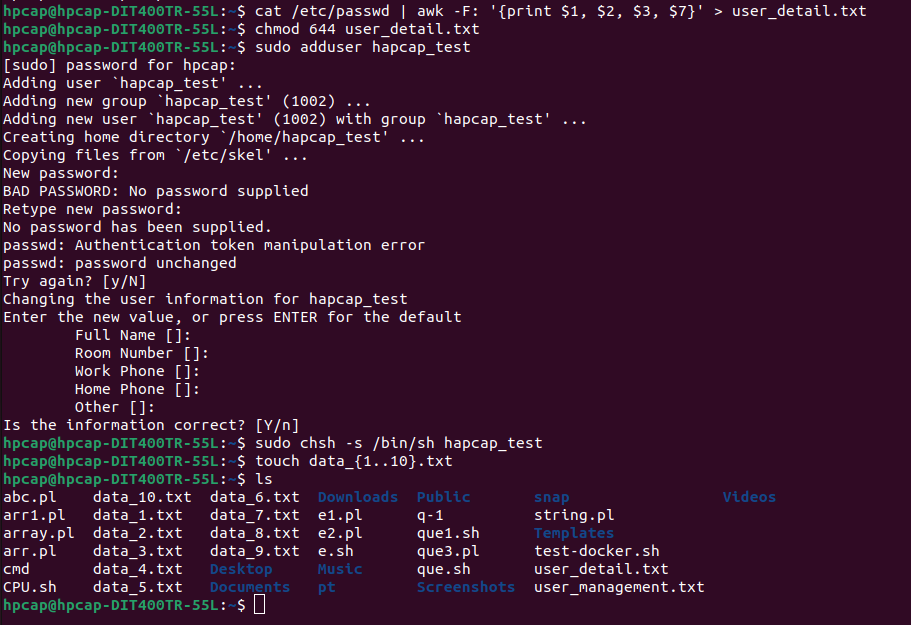 hpcap@hpcap-DIT400TR-55L:~$ cat /etc/passwd | awk -F: '{print $1, $2, $3, $7}' > user_detail.txt
hpcap@hpcap-DIT400TR-55L:~$ chmod 644 user_detail.txt
hpcap@hpcap-DIT400TR-55L:~$ sudo adduser hapcap_test
[sudo] password for hpcap:
Adding user `hapcap_test' ...
Adding new group `hapcap_test' (1002) ...
Adding new user `hapcap_test' (1002) with group `hapcap_test' ...
Creating home directory `/home/hapcap_test' ...
Copying files from `/etc/skel' ...
New password:
BAD PASSWORD: No password supplied
Retype new password:
No password has been supplied.
passwd: Authentication token manipulation error
passwd: password unchanged
Try again? [y/N]
Changing the user information for hapcap_test
Enter the new value, or press ENTER for the default
        Full Name []:
        Room Number []:
        Work Phone []:
        Home Phone []:
        Other []:
Is the information correct? [Y/n]
hpcap@hpcap-DIT400TR-55L:~$ sudo chsh -s /bin/sh hapcap_test
hpcap@hpcap-DIT400TR-55L:~$ touch data_{1..10}.txt
hpcap@hpcap-DIT400TR-55L:~$ ls
abc.pl    data_10.txt  data_6.txt  Downloads  Public       snap                 Videos
arr1.pl   data_1.txt   data_7.txt  e1.pl      q-1          string.pl
array.pl  data_2.txt   data_8.txt  e2.pl      que1.sh      Templates
arr.pl    data_3.txt   data_9.txt  e.sh       que3.pl      test-docker.sh
cmd       data_4.txt   Desktop     Music      que.sh       user_detail.txt
CPU.sh    data_5.txt   Documents   pt         Screenshots  user_management.txt
hpcap@hpcap-DIT400TR-55L:~$